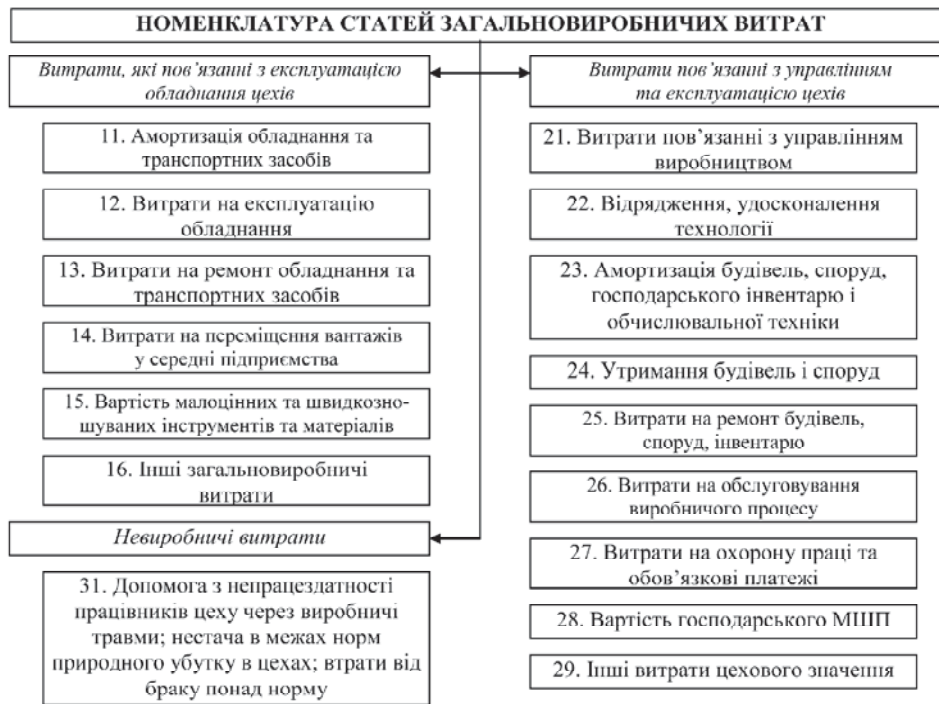 НОМЕНКЛАТУРА СТАТЕЙ ЗАГАЛЬНОВИРОБНИЧИХ ВИТРАТ
Витрати, які пов’язанні з експлуатацією
обладнання цехів
11. Амортизація обладнання та
транспортних засобів
12. Витрати на експлуатацію
обладнання
13. Витрати на ремонт обладнання та
транспортних засобів
14. Витрати на переміщення вантажів
у середні підприємства
15. Вартість малоцінних та швидкозно-
шуваних інструментів та матеріалів
16. Інші загальновиробничі
витрати
Невиробничі витрати
31. Допомога з непрацездатності
працівників цеху через виробничі
травми; нестача в межах норм
природного убутку в цехах; втрати від
браку понад норму
Витрати пов’язанні з управлінням
та експлуатацією цехів
21. Витрати пов’язанні з управлінням
виробництвом
22. Відрядження, удосконалення
технології
23. Амортизація будівель, споруд,
господарського інвентарю і
обчислювальної техніки
24. Утримання будівель і споруд
25. Витрати на ремонт будівель,
споруд, інвентарю
26. Витрати на обслуговування
виробничого процесу
27. Витрати на охорону праці та
обов’язкові платежі
28. Вартість господарського МШП
29. Інші витрати цехового значення